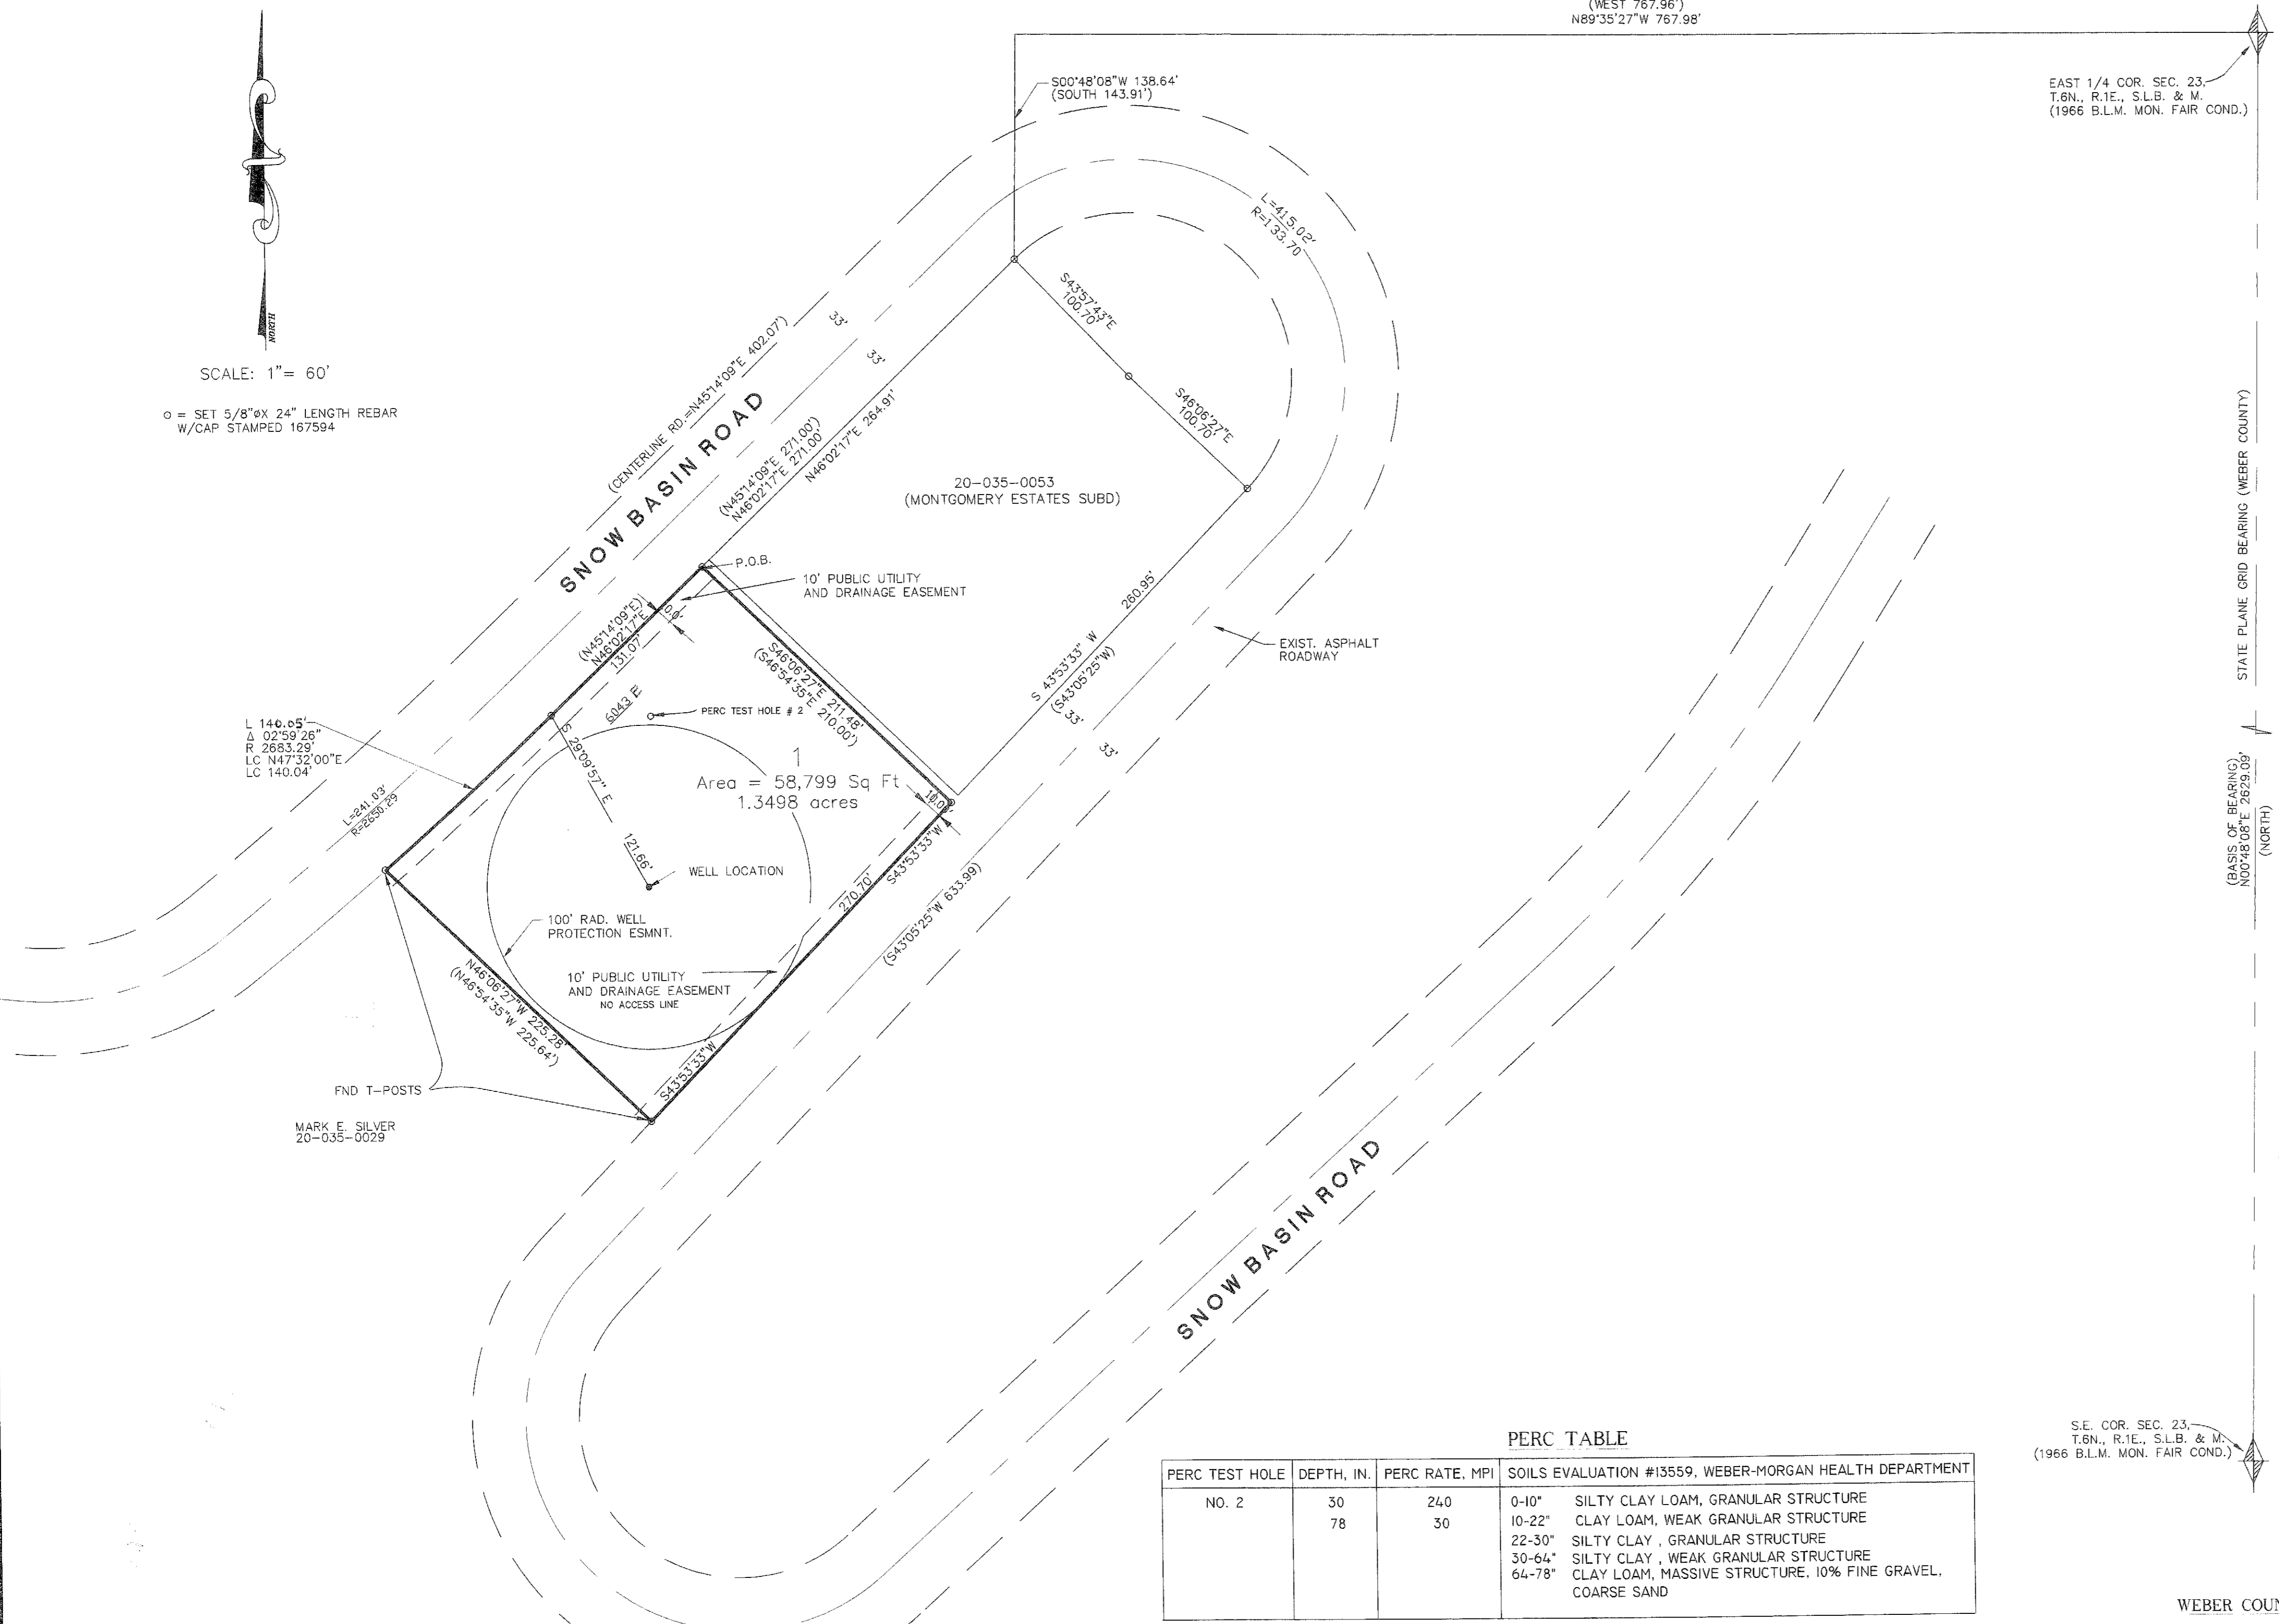 (WEST 767.96')
N89°35'27"W 767.98'
S00°48'08"W 138.64'
(SOUTH 143.91')
EAST 1/4 COR. SEC. 23,
T.6N., R.1E., S.L.B. & M.
(1966 B.L.M. MON. FAIR COND.)
NORTH
SCALE: 1"= 60'
o = SET 5/8"øX 24" LENGTH REBAR
W/CAP STAMPED 167594
L=415.02'
R=133.70
S43°57'43"E
100.70'
S46°06'27"E
100.70'
33'
33'
(CENTERLINE RD.=N45°14'09"E 402.07')
SNOW BASIN ROAD
(N45°14'09"E 271.00')
N46°02'17"E 271.00'
N46°02'17"E 264.91'
20-035-0053
(MONTGOMERY ESTATES SUBD)
STATE PLANE GRID BEARING (WEBER COUNTY)
(BASIS OF BEARING)
N00°48'08"E 2629.09'
(NORTH)
P.O.B.
10' PUBLIC UTILITY
AND DRAINAGE EASEMENT
(N45°14'09"E)
N46°02'17"E
131.07'
S46°06'27"E 211.48'
(S46°54'35"E 210.00')
S 43°53'33" W
260.95'
(S43°05'25"W)
33'
33'
EXIST. ASPHALT
ROADWAY
6043 E
PERC TEST HOLE # 2
L 140.05'
Δ 02°59'26"
R 2683.29'
LC N47°32'00"E
LC 140.04'
L=241.03'
R=2650.29
S 29°09'57" E
121.66'
1
Area = 58,799 Sq Ft
1.3498 acres
WELL LOCATION
S43°53'33"W
270.70'
(S43°05'25"W 633.99)
100' RAD. WELL
PROTECTION ESMNT.
10' PUBLIC UTILITY
AND DRAINAGE EASEMENT
NO ACCESS LINE
N46°06'27"W 225.28'
(N46°54'35"W 225.64')
S43°53'33"W
FND T-POSTS
MARK E. SILVER
20-035-0029
SNOW BASIN ROAD
S.E. COR. SEC. 23,
T.6N., R.1E., S.L.B. & M.
(1966 B.L.M. MON. FAIR COND.)
PERC TABLE
PERC TEST HOLE DEPTH, IN. PERC RATE, MPI SOILS EVALUATION #13559, WEBER-MORGAN HEALTH DEPARTMENT
NO. 2 30 240 0-10" SILTY CLAY LOAM, GRANULAR STRUCTURE
78 30 10-22" CLAY LOAM, WEAK GRANULAR STRUCTURE
22-30" SILTY CLAY , GRANULAR STRUCTURE
30-64" SILTY CLAY , WEAK GRANULAR STRUCTURE
64-78" CLAY LOAM, MASSIVE STRUCTURE, 10% FINE GRAVEL,
COARSE SAND
WEBER COUN